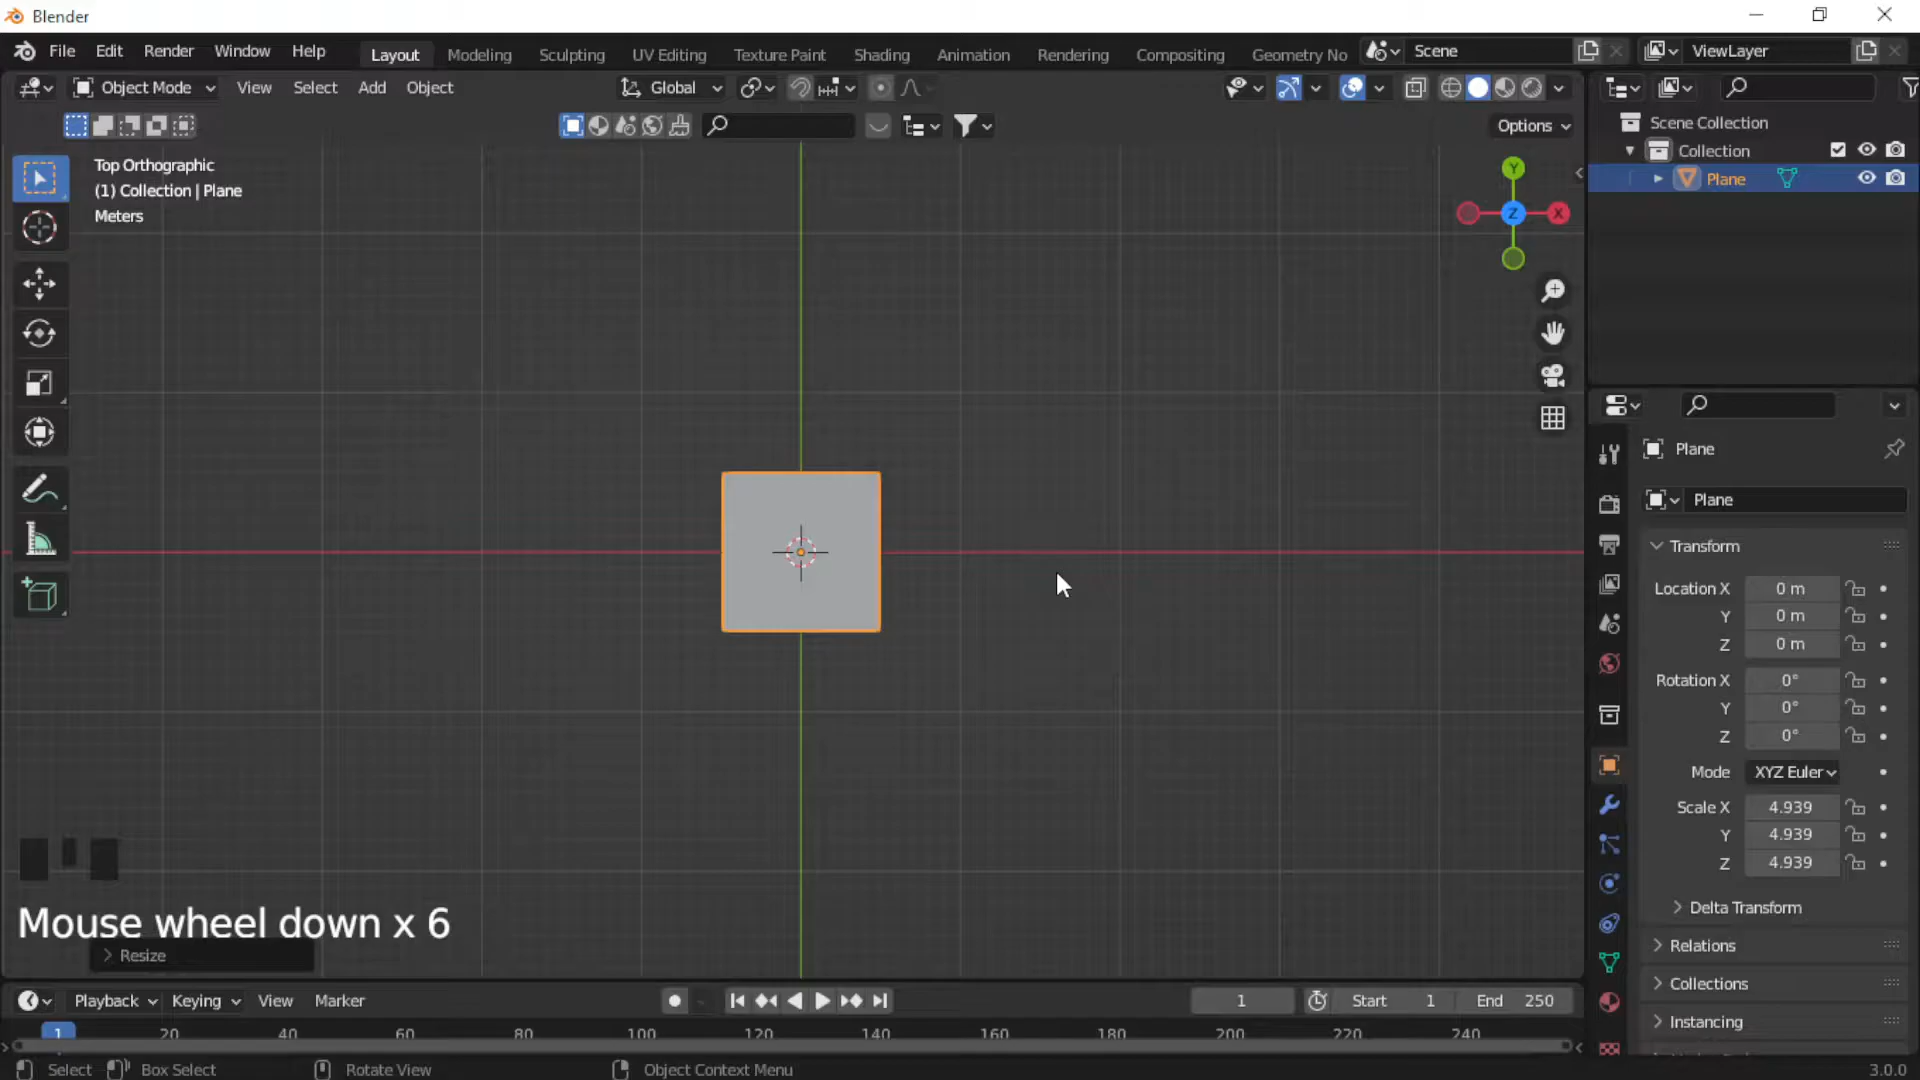 Blender
File Edit Render Window Help Layout Modeling Sculpting UV Editing Texture Paint Shading Animation Rendering Compositing Geometry No Scene ViewLayer
Object Mode View Select Add Object Global
Options
Top Orthographic
(1) Collection | Plane
Meters
Y
Z
X
Scene Collection
Collection
Plane
Plane
Plane
Transform
Location X 0 m
Y 0 m
Z 0 m
Rotation X 0°
Y 0°
Z 0°
Mode XYZ Euler
Scale X 4.939
Y 4.939
Z 4.939
Delta Transform
Relations
Collections
Instancing
Mouse wheel down x 6
Resize
Playback Keying View Marker 1 Start 1 End 250
1 20 40 60 80 100 120 140 160 180 200 220 240
Select Box Select Rotate View Object Context Menu 3.0.0